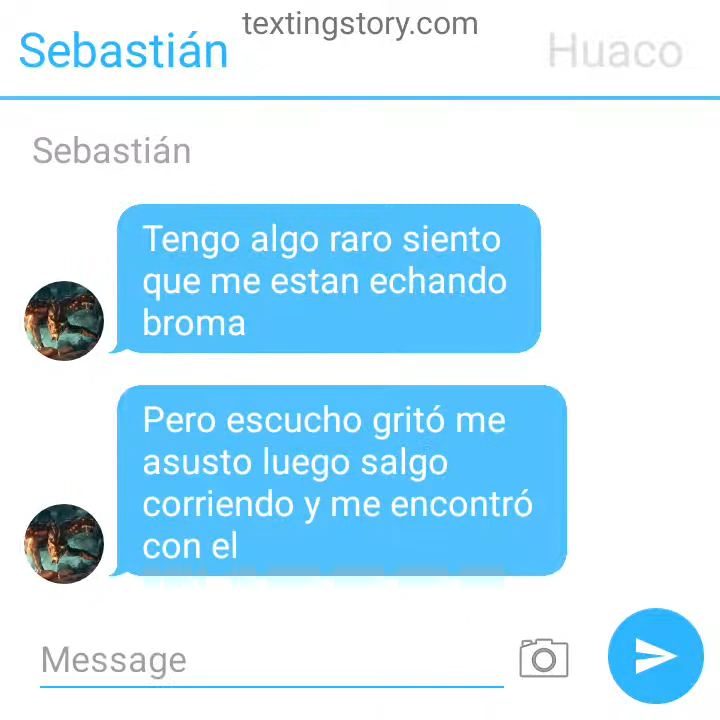 textingstory.com
Sebastián
Huaco
Sebastián
Tengo algo raro siento
que me estan echando
broma
Pero escucho gritó me
asusto luego salgo
corriendo y me encontró
con el
Message